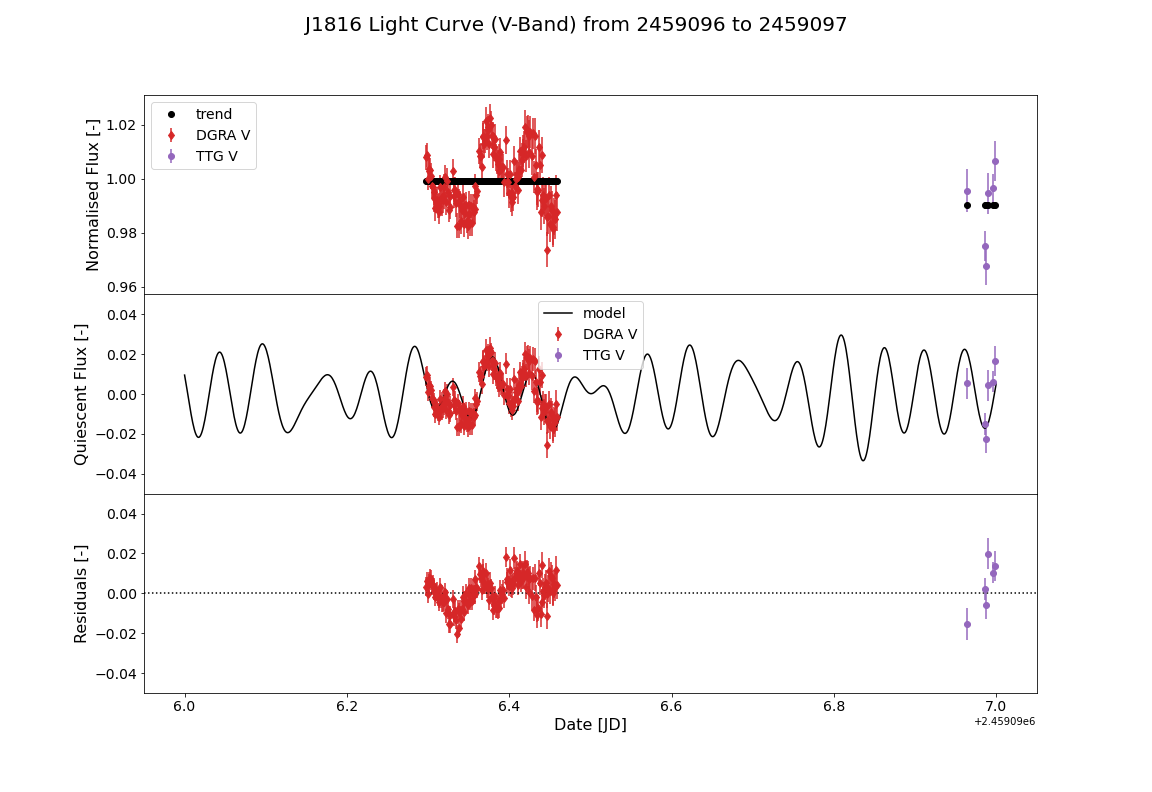 J1816 Light Curve (V-Band) from 2459096 to 2459097
trend
DGRA V
TTG V
Normalised Flux [-]
1.02
1.00
0.98
0.96
model
DGRA V
TTG V
Quiescent Flux [-]
0.04
0.02
0.00
−0.02
−0.04
Residuals [-]
0.04
0.02
0.00
−0.02
−0.04
6.0 6.2 6.4 6.6 6.8 7.0
Date [JD]
+2.45909e6